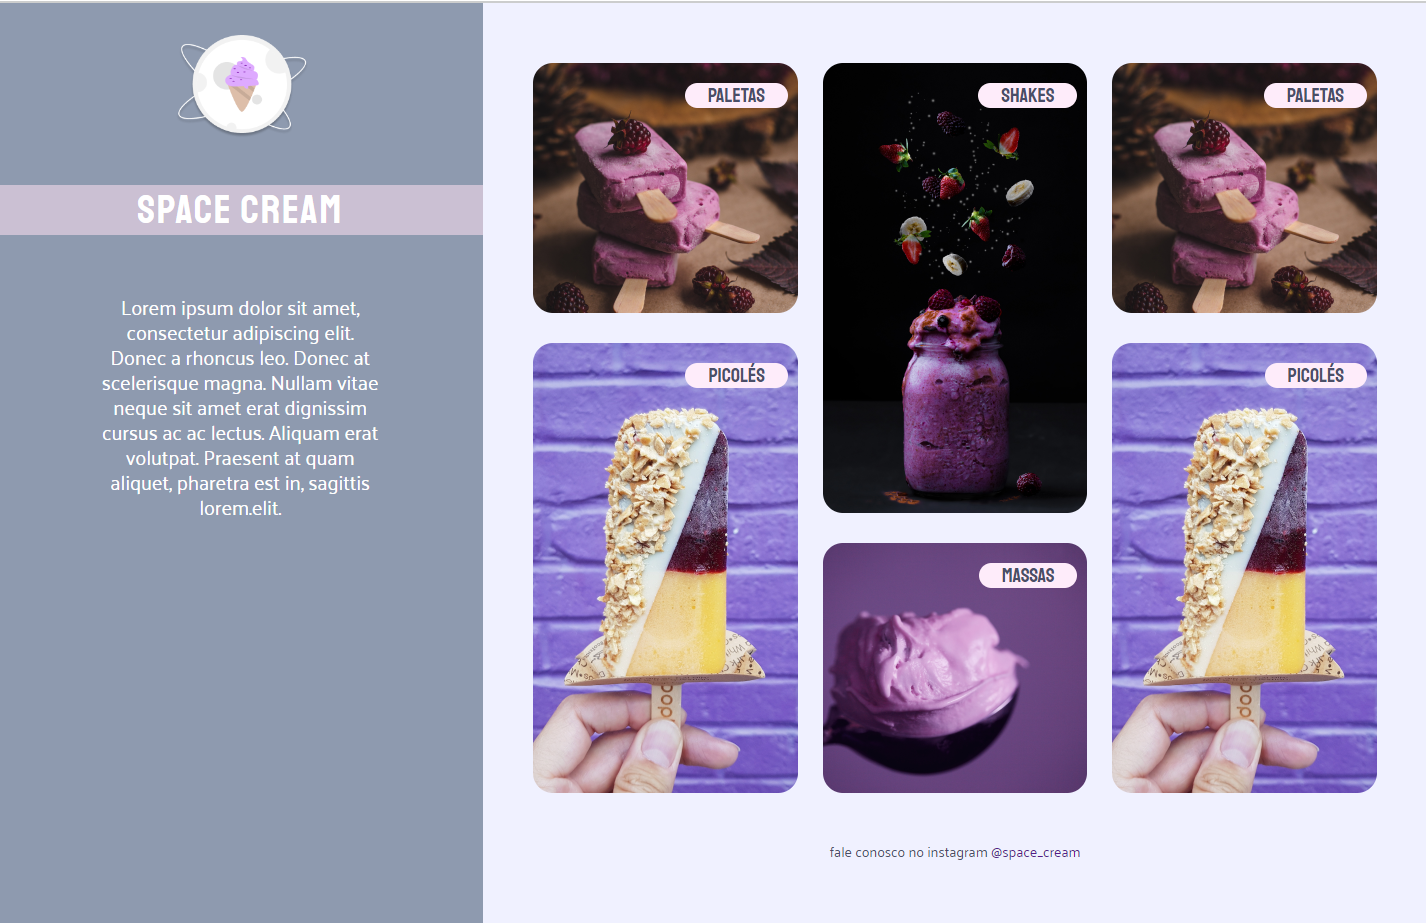 SPACE CREAM
Lorem ipsum dolor sit amet,
consectetur adipiscing elit.
Donec a rhoncus leo. Donec at
scelerisque magna. Nullam vitae
neque sit amet erat dignissim
cursus ac ac lectus. Aliquam erat
volutpat. Praesent at quam
aliquet, pharetra est in, sagittis
lorem.elit.
PALETAS
SHAKES
PALETAS
PICOLÉS
PICOLÉS
MASSAS
fale conosco no instagram @space_cream